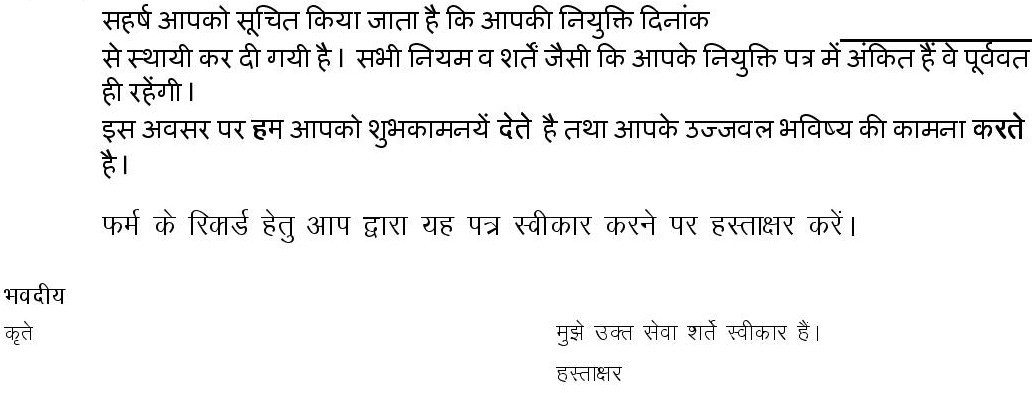 सहर्ष आपको सूचित किया जाता है कि आपकी नियुक्ति दिनांक
से स्थायी कर दी गयी है। सभी नियम व शर्तें जैसी कि आपके नियुक्ति पत्र में अंकित हैं वे पूर्ववत
ही रहेंगी।
इस अवसर पर हम आपको शुभकामनयें देते है तथा आपके उज्जवल भविष्य की कामना करते
है।
फर्म के रिकार्ड हेतु आप द्वारा यह पत्र स्वीकार करने पर हस्ताक्षर करें।
भवदीय
कृते
मुझे उक्त सेवा शर्ते स्वीकार हैं।
हस्ताक्षर